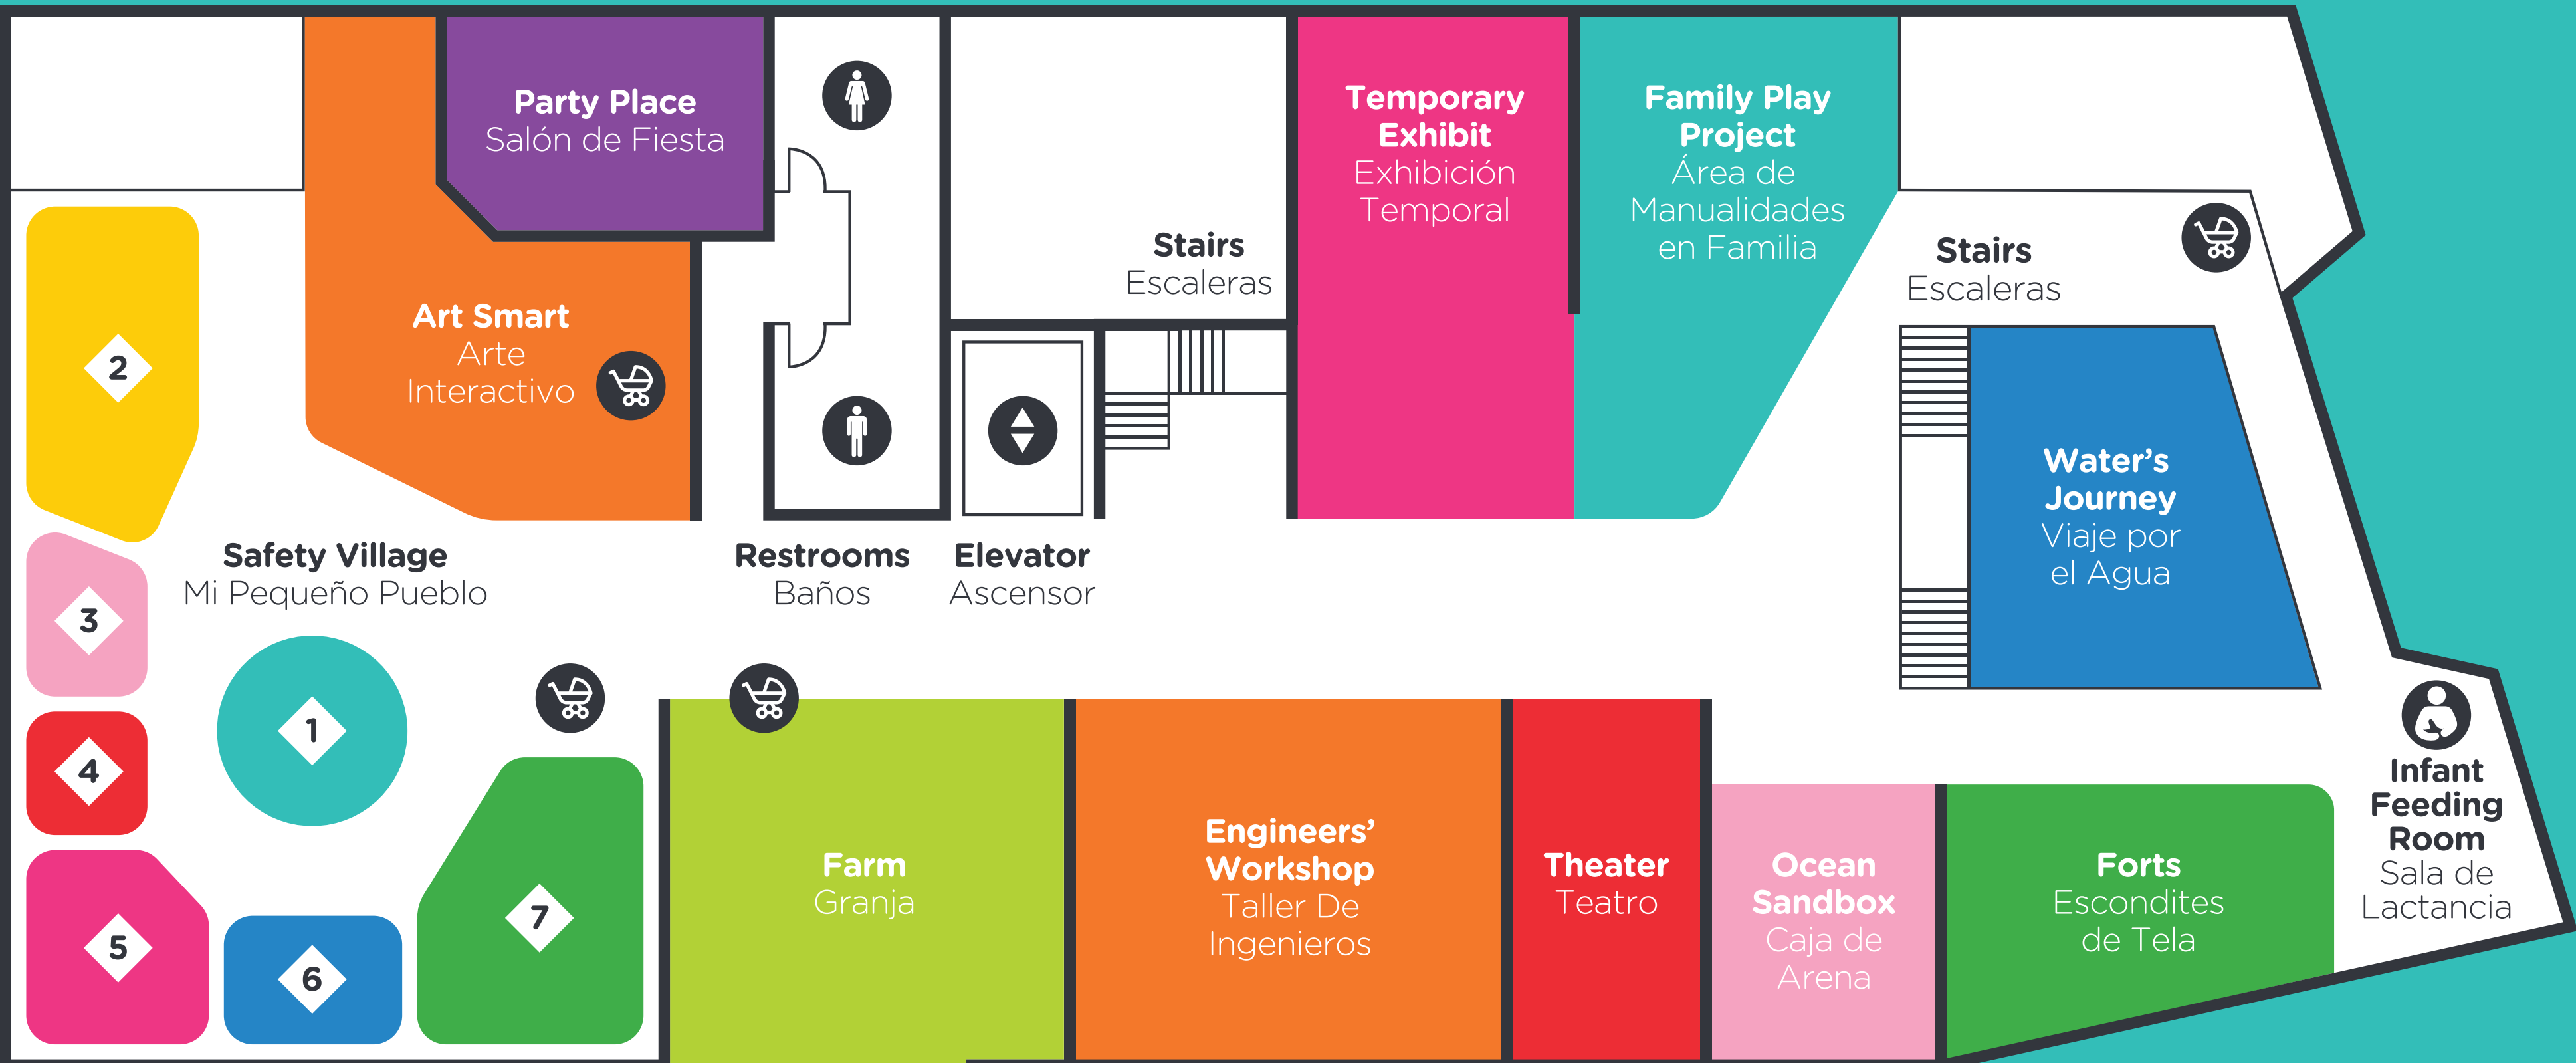 Party Place
Salón de Fiesta
Temporary
Exhibit
Exhibición
Temporal
Family Play
Project
Área de
Manualidades
en Familia
Stairs
Escaleras
Stairs
Escaleras
Art Smart
Arte
Interactivo
2
Water’s
Journey
Viaje por
el Agua
Safety Village
Mi Pequeño Pueblo
Restrooms
Baños
Elevator
Ascensor
3
1
4
5
6
7
Farm
Granja
Engineers’
Workshop
Taller De
Ingenieros
Theater
Teatro
Ocean
Sandbox
Caja de
Arena
Forts
Escondites
de Tela
Infant
Feeding
Room
Sala de
Lactancia